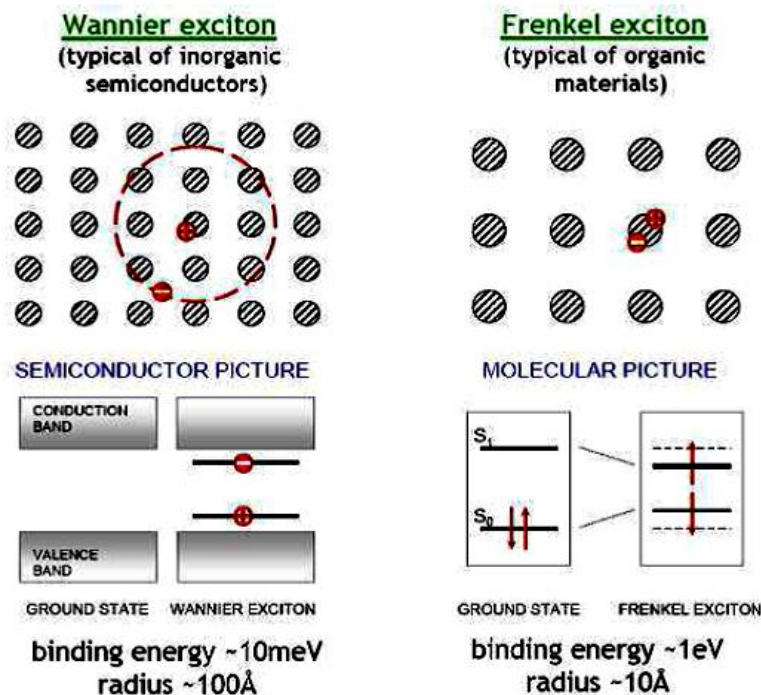 Wannier exciton
(typical of inorganic
semiconductors)
Frenkel exciton
(typical of organic
materials)
SEMICONDUCTOR PICTURE
MOLECULAR PICTURE
CONDUCTION
BAND
VALENCE
BAND
GROUND STATE
WANNIER EXCITON
S₁
S₀
GROUND STATE
FRENKEL EXCITON
binding energy ~10meV
radius ~100Å
binding energy ~1eV
radius ~10Å